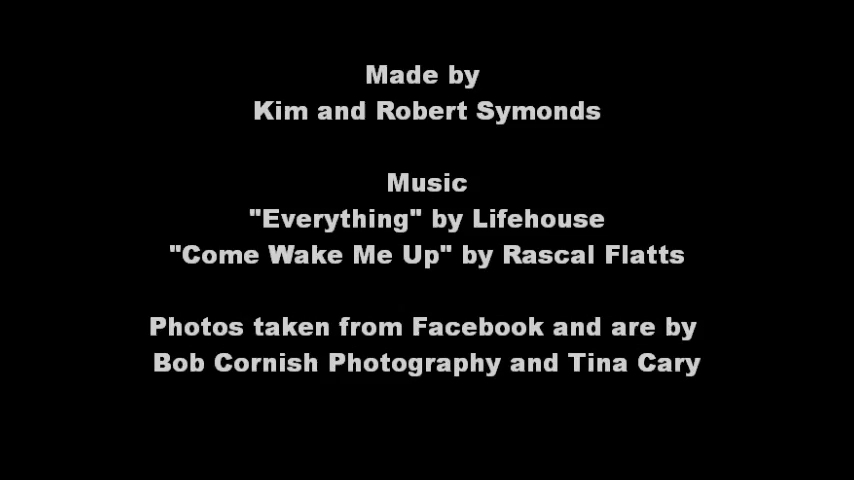 Made by
Kim and Robert Symonds
Music
"Everything" by Lifehouse
"Come Wake Me Up" by Rascal Flatts
Photos taken from Facebook and are by
Bob Cornish Photography and Tina Cary